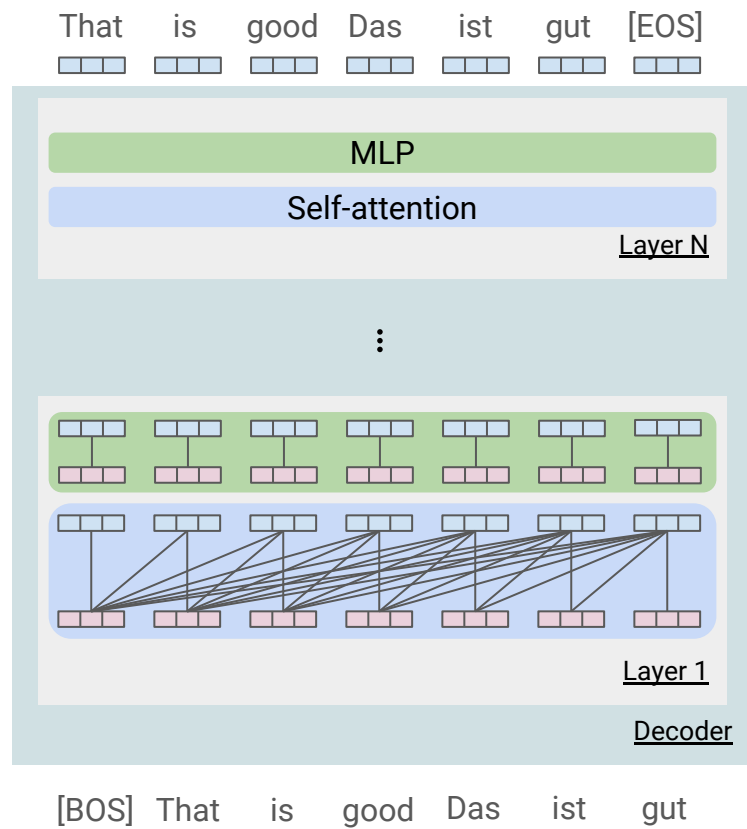 That is good Das ist gut [EOS]
MLP
Self-attention
Layer N
Layer 1
Decoder
[BOS] That is good Das ist gut